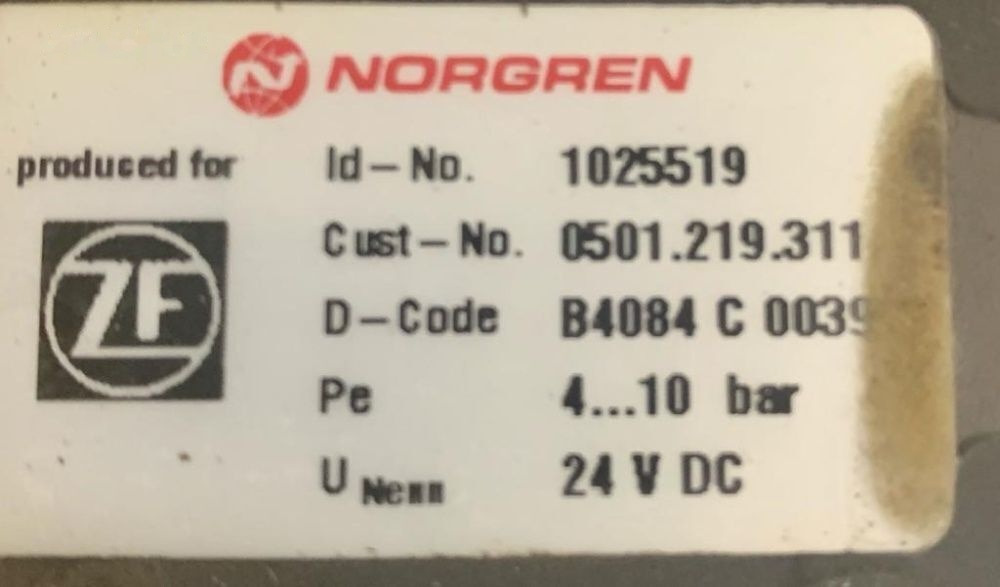 NORGREN
produced for
ZF
Id-No. 1025519
Cust-No. 0501.219.311
D-Code B4084 C 0039
Pe 4...10 bar
U Nenn 24 V DC